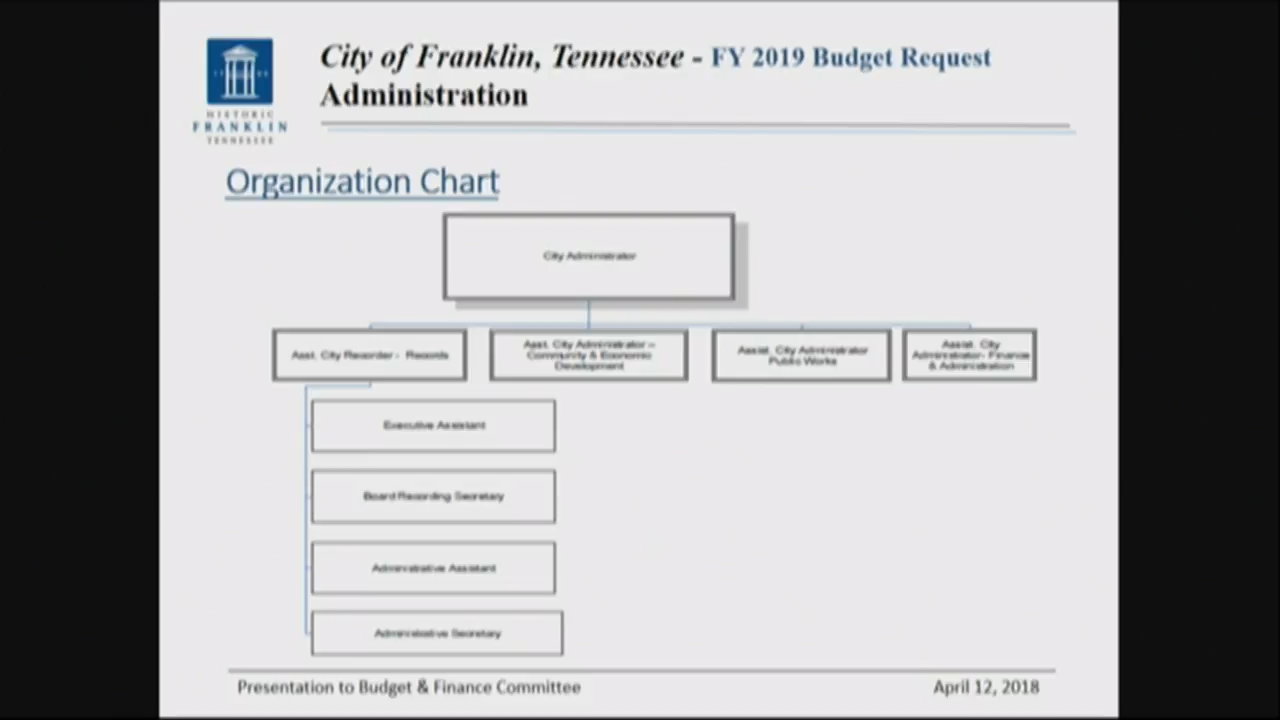 City of Franklin, Tennessee - FY 2019 Budget Request
Administration
HISTORIC
FRANKLIN
TENNESSEE
Organization Chart
City Administrator
Asst. City Recorder - Records
Asst. City Administrator –
Community & Economic
Development
Assist. City Administrator
Public Works
Assist. City
Administrator- Finance
& Administration
Executive Assistant
Board Recording Secretary
Administrative Assistant
Administrative Secretary
Presentation to Budget & Finance Committee
April 12, 2018